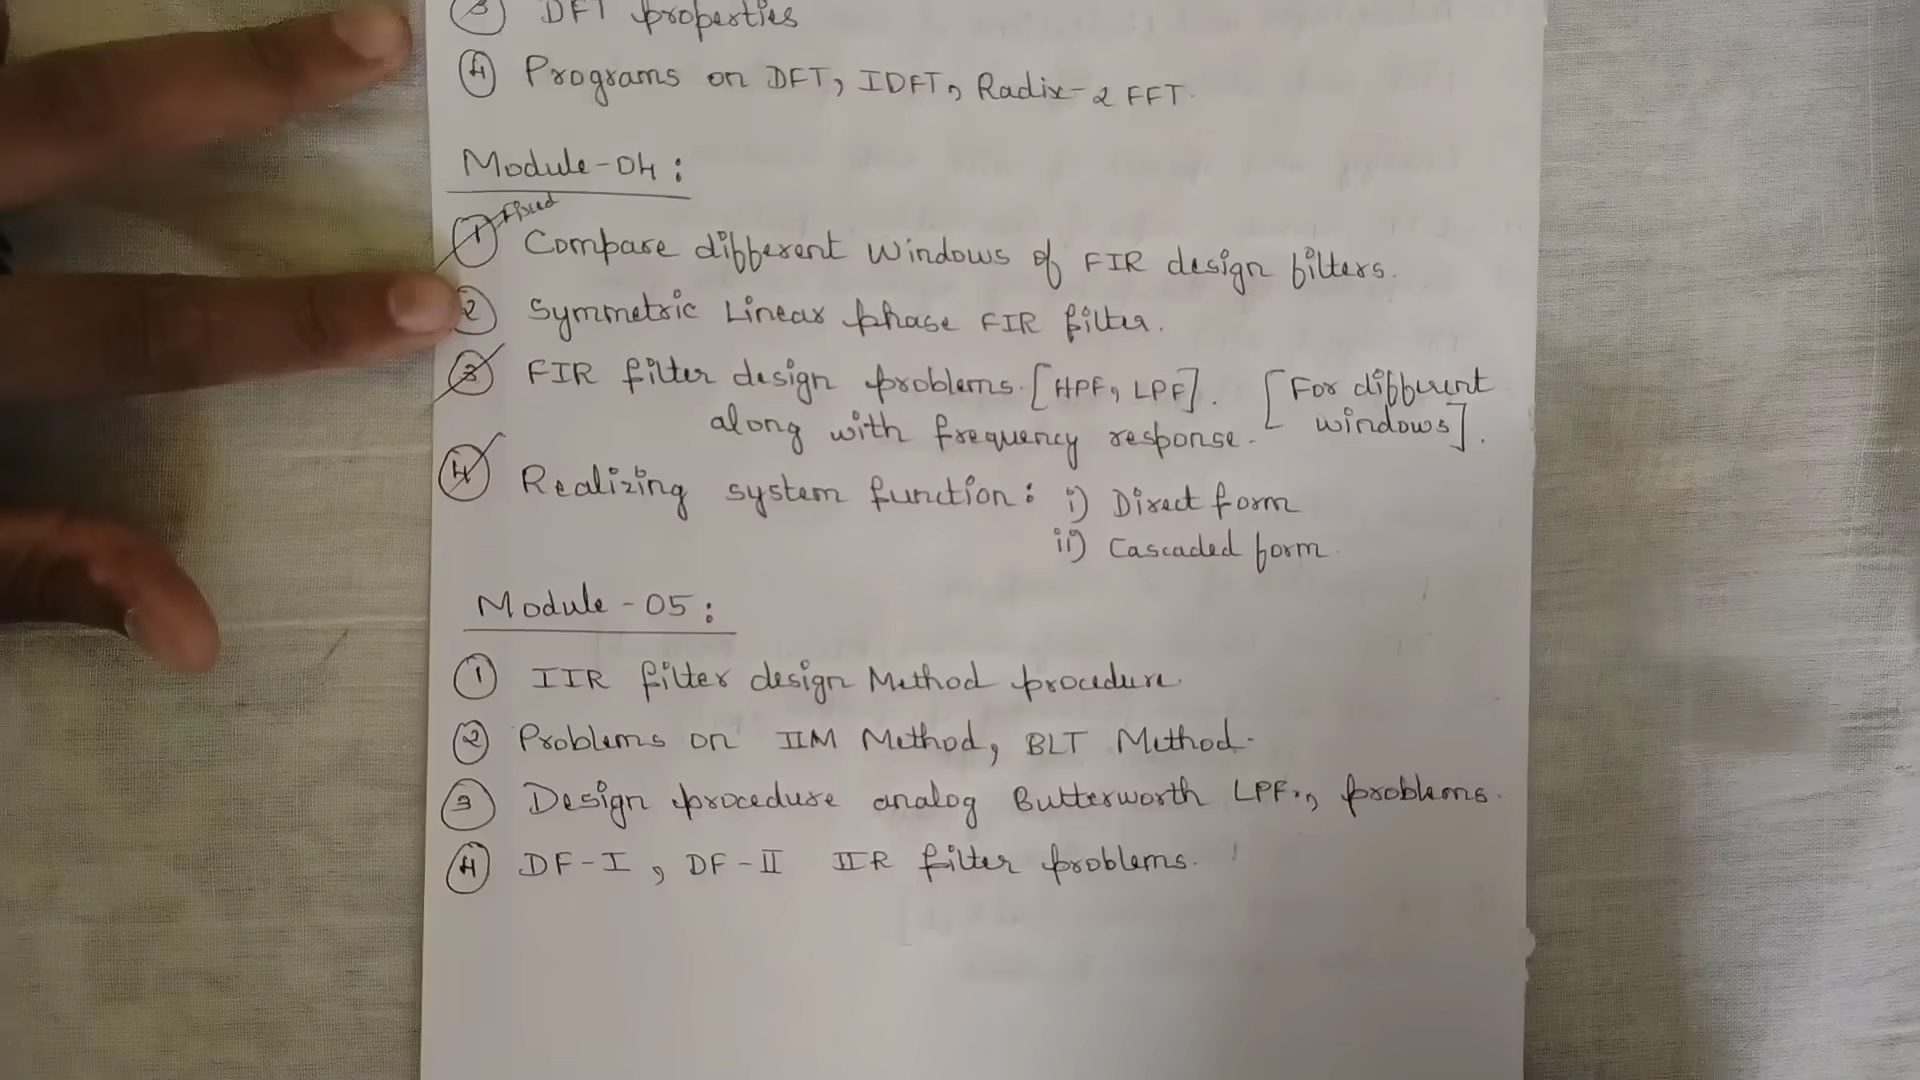 ③ DFT properties
④ Programs on DFT, IDFT, Radix-2 FFT.
Module-04:
Fixed
① Compare different Windows of FIR design filters.
② Symmetric Linear phase FIR filter.
③ FIR filter design problems. [HPF, LPF]. [For different
along with frequency response. windows].
④ Realizing system function: i) Direct form
ii) Cascaded form.
Module-05:
① IIR filter design Method procedure.
② Problems on IIM Method, BLT Method.
③ Design procedure analog Butterworth LPF., problems.
④ DF-I, DF-II IIR filter problems.